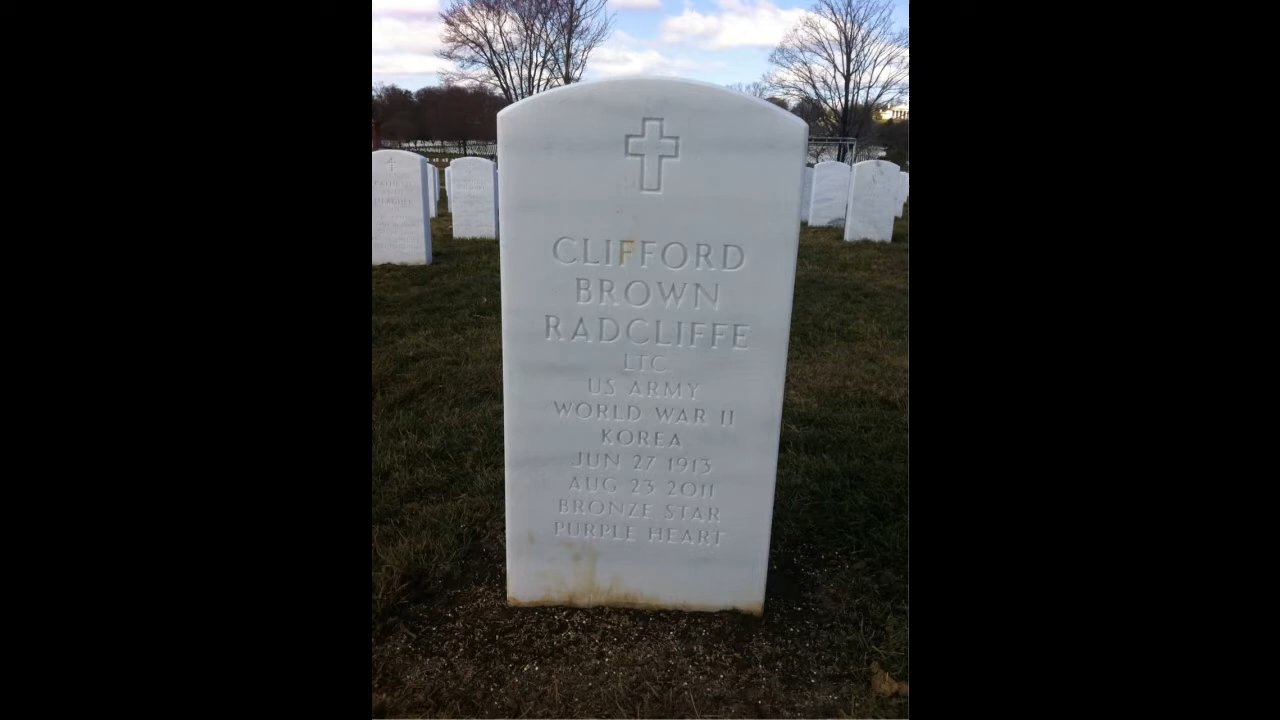 CLIFFORD
BROWN
RADCLIFFE
LTC
US ARMY
WORLD WAR II
KOREA
JUN 27 1913
AUG 23 2011
BRONZE STAR
PURPLE HEART